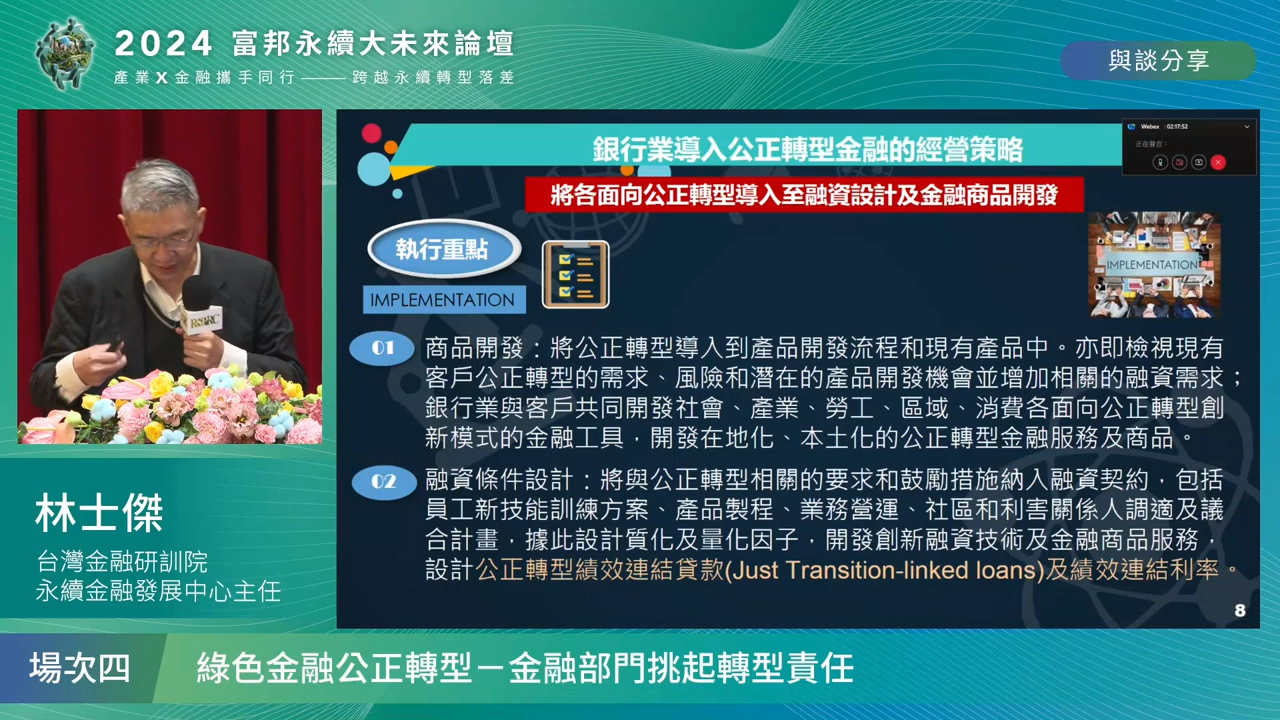 2024 富邦永續大未來論壇
產業X金融攜手同行——跨越永續轉型落差
與談分享
銀行業導入公正轉型金融的經營策略
Webex 02:17:52
正在聲音：
將各面向公正轉型導入至融資設計及金融商品開發
執行重點
IMPLEMENTATION
IMPLEMENTATION
01 商品開發：將公正轉型導入到產品開發流程和現有產品中。亦即檢視現有
客戶公正轉型的需求、風險和潛在的產品開發機會並增加相關的融資需求；
銀行業與客戶共同開發社會、產業、勞工、區域、消費各面向公正轉型創
新模式的金融工具，開發在地化、本土化的公正轉型金融服務及商品。
02 融資條件設計：將與公正轉型相關的要求和鼓勵措施納入融資契約，包括
員工新技能訓練方案、產品製程、業務營運、社區和利害關係人調適及議
合計畫，據此設計質化及量化因子，開發創新融資技術及金融商品服務，
設計公正轉型績效連結貸款(Just Transition-linked loans)及績效連結利率。
8
林士傑
台灣金融研訓院
永續金融發展中心主任
場次四
綠色金融公正轉型－金融部門挑起轉型責任